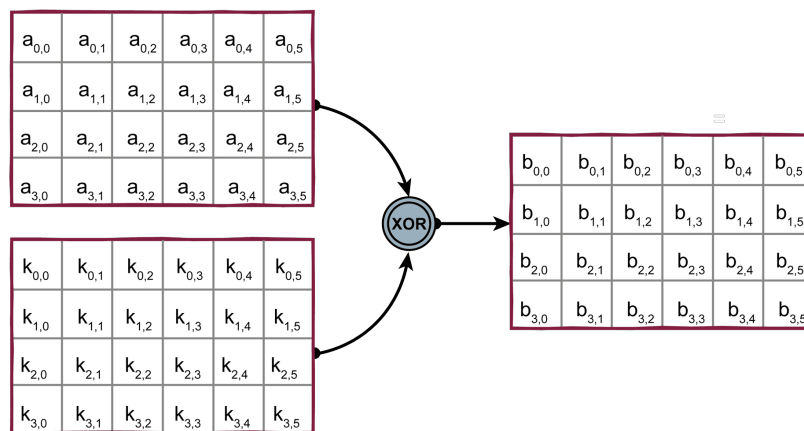 a0,0 a0,1 a0,2 a0,3 a0,4 a0,5
a1,0 a1,1 a1,2 a1,3 a1,4 a1,5
a2,0 a2,1 a2,2 a2,3 a2,4 a2,5
a3,0 a3,1 a3,2 a3,3 a3,4 a3,5
k0,0 k0,1 k0,2 k0,3 k0,4 k0,5
k1,0 k1,1 k1,2 k1,3 k1,4 k1,5
k2,0 k2,1 k2,2 k2,3 k2,4 k2,5
k3,0 k3,1 k3,2 k3,3 k3,4 k3,5
XOR
=
b0,0 b0,1 b0,2 b0,3 b0,4 b0,5
b1,0 b1,1 b1,2 b1,3 b1,4 b1,5
b2,0 b2,1 b2,2 b2,3 b2,4 b2,5
b3,0 b3,1 b3,2 b3,3 b3,4 b3,5